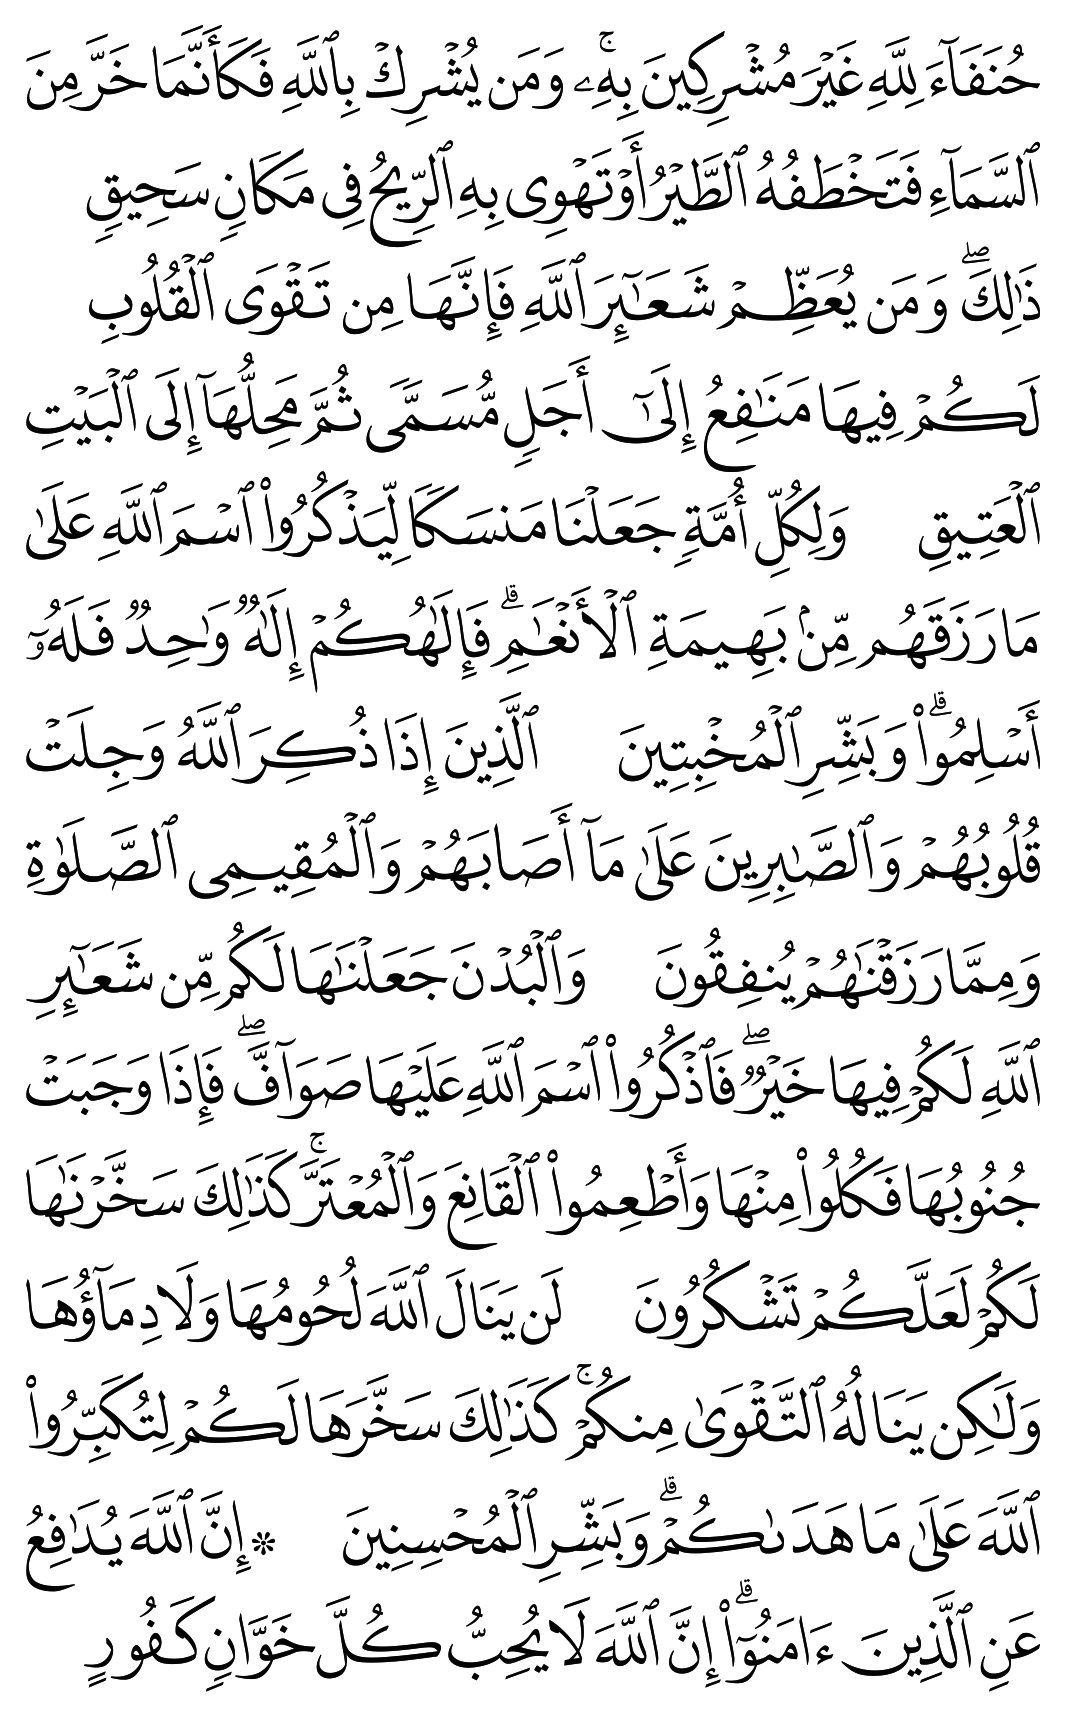 حُنَفَآءَ لِلَّهِ غَيْرَ مُشْرِكِينَ بِهِۦۚ وَمَن يُشْرِكْ بِٱللَّهِ فَكَأَنَّمَا خَرَّ مِنَ
ٱلسَّمَآءِ فَتَخْطَفُهُ ٱلطَّيْرُ أَوْ تَهْوِى بِهِ ٱلرِّيحُ فِى مَكَانٍ سَحِيقٍ
ذَٰلِكَۖ وَمَن يُعَظِّمْ شَعَـٰٓئِرَ ٱللَّهِ فَإِنَّهَا مِن تَقْوَى ٱلْقُلُوبِ
لَكُمْ فِيهَا مَنَـٰفِعُ إِلَىٰٓ أَجَلٍ مُّسَمًّى ثُمَّ مَحِلُّهَآ إِلَى ٱلْبَيْتِ
ٱلْعَتِيقِ وَلِكُلِّ أُمَّةٍ جَعَلْنَا مَنسَكًا لِّيَذْكُرُوا۟ ٱسْمَ ٱللَّهِ عَلَىٰ
مَا رَزَقَهُم مِّنۢ بَهِيمَةِ ٱلْأَنْعَـٰمِۗ فَإِلَـٰهُكُمْ إِلَـٰهٌ وَٰحِدٌ فَلَهُۥٓ
أَسْلِمُوا۟ۗ وَبَشِّرِ ٱلْمُخْبِتِينَ ٱلَّذِينَ إِذَا ذُكِرَ ٱللَّهُ وَجِلَتْ
قُلُوبُهُمْ وَٱلصَّـٰبِرِينَ عَلَىٰ مَآ أَصَابَهُمْ وَٱلْمُقِيمِى ٱلصَّلَوٰةِ
وَمِمَّا رَزَقْنَـٰهُمْ يُنفِقُونَ وَٱلْبُدْنَ جَعَلْنَـٰهَا لَكُم مِّن شَعَـٰٓئِرِ
ٱللَّهِ لَكُمْ فِيهَا خَيْرٌۖ فَٱذْكُرُوا۟ ٱسْمَ ٱللَّهِ عَلَيْهَا صَوَآفَّۖ فَإِذَا وَجَبَتْ
جُنُوبُهَا فَكُلُوا۟ مِنْهَا وَأَطْعِمُوا۟ ٱلْقَانِعَ وَٱلْمُعْتَرَّۚ كَذَٰلِكَ سَخَّرْنَـٰهَا
لَكُمْ لَعَلَّكُمْ تَشْكُرُونَ لَن يَنَالَ ٱللَّهَ لُحُومُهَا وَلَا دِمَآؤُهَا
وَلَـٰكِن يَنَالُهُ ٱلتَّقْوَىٰ مِنكُمْۚ كَذَٰلِكَ سَخَّرَهَا لَكُمْ لِتُكَبِّرُوا۟
ٱللَّهَ عَلَىٰ مَا هَدَىٰكُمْۗ وَبَشِّرِ ٱلْمُحْسِنِينَ * إِنَّ ٱللَّهَ يُدَٰفِعُ
عَنِ ٱلَّذِينَ ءَامَنُوٓا۟ۗ إِنَّ ٱللَّهَ لَا يُحِبُّ كُلَّ خَوَّانٍ كَفُورٍ